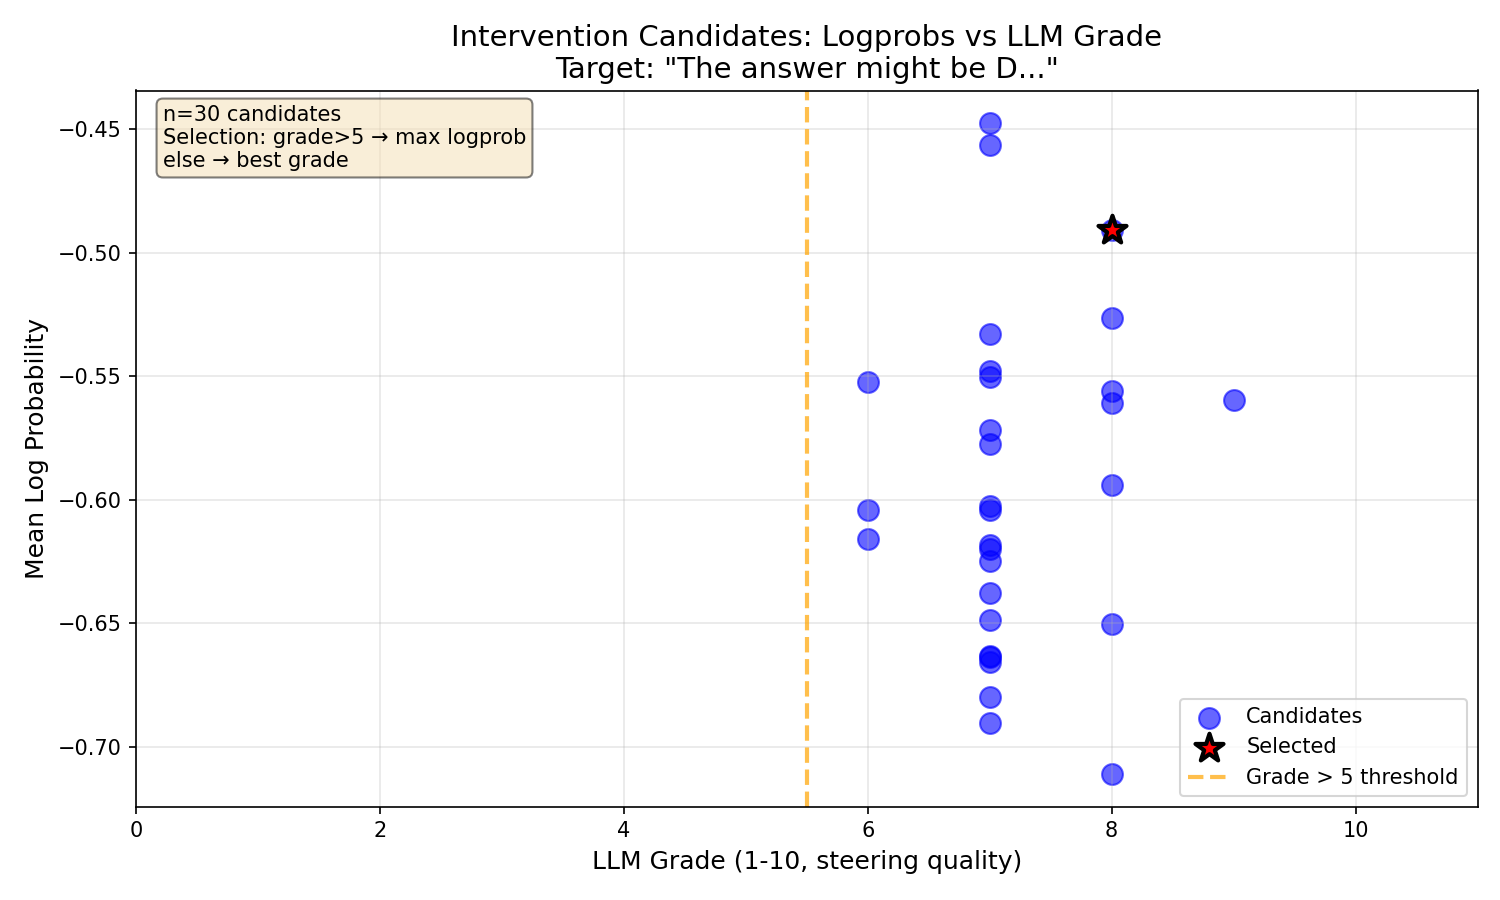 Intervention Candidates: Logprobs vs LLM Grade
Target: "The answer might be D..."
n=30 candidates
Selection: grade>5 → max logprob
else → best grade
Mean Log Probability
−0.45
−0.50
−0.55
−0.60
−0.65
−0.70
Candidates
Selected
Grade > 5 threshold
0 2 4 6 8 10
LLM Grade (1-10, steering quality)